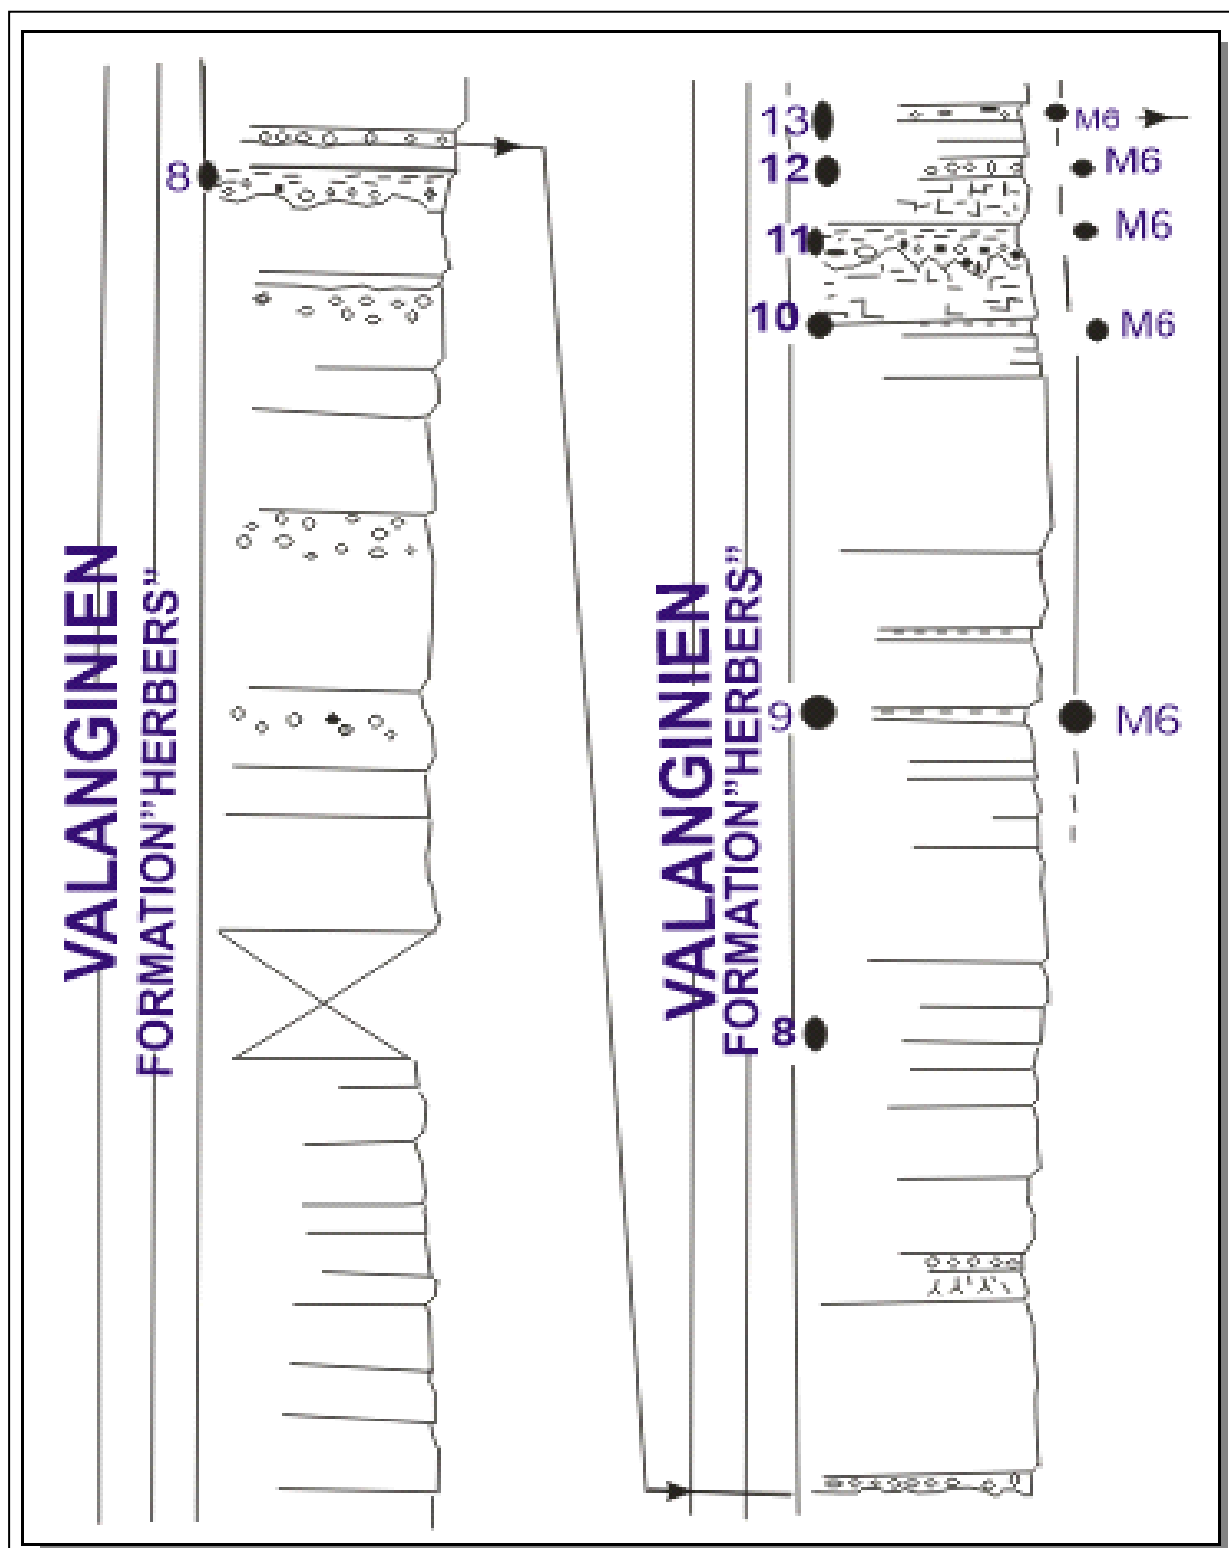 8
VALANGINIEN
FORMATION"HERBERS"
13
M6
12
M6
11
M6
10
M6
9
M6
8
VALANGINIEN
FORMATION"HERBERS"